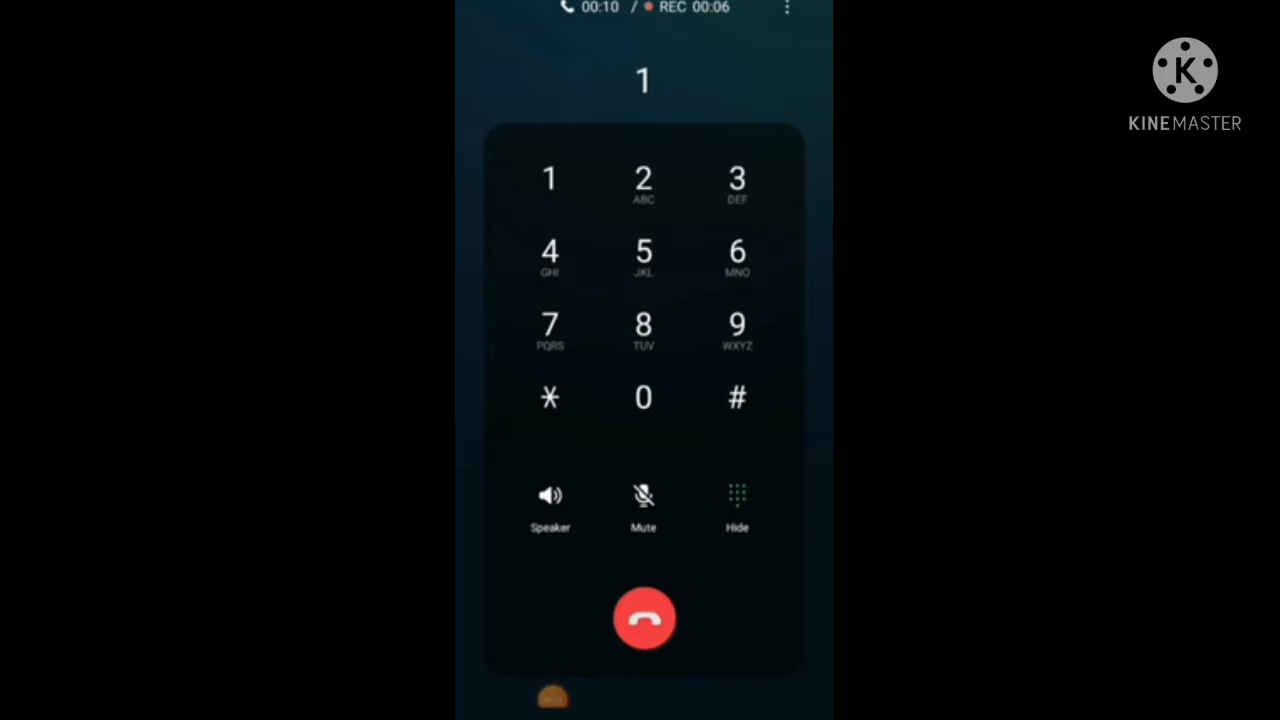 00:10 / REC 00:06
1
K
KINEMASTER
1 2 3
ABC DEF
4 5 6
GHI JKL MNO
7 8 9
PQRS TUV WXYZ
* 0 #
Speaker Mute Hide